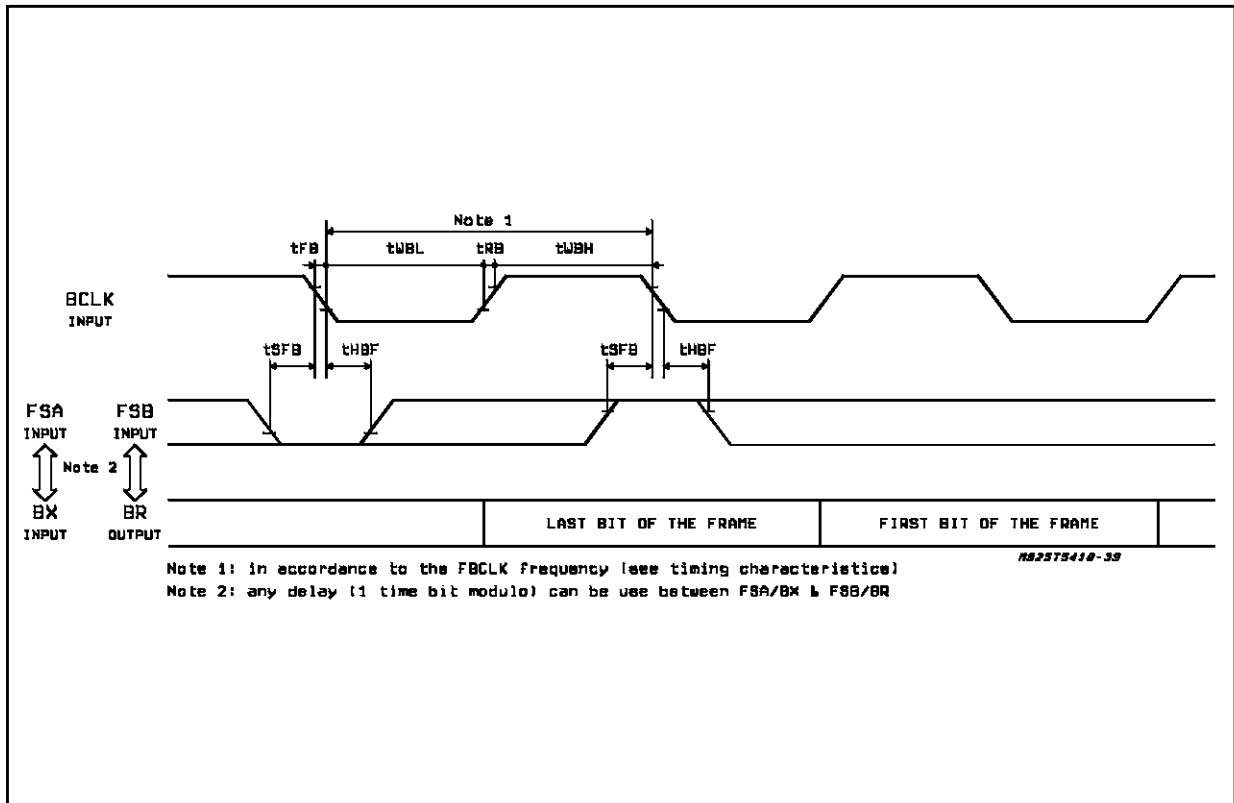 Note 1
tFB tWBL tRB tWBH
BCLK
INPUT
tSFB tHBF tSFB tHBF
FSA FSB
INPUT INPUT
Note 2
BX BR
INPUT OUTPUT
LAST BIT OF THE FRAME FIRST BIT OF THE FRAME
M825T5410-39
Note 1: in accordance to the FBCLK frequency (see timing characteristics)
Note 2: any delay (1 time bit modulo) can be use between FSA/BX & FSB/BR